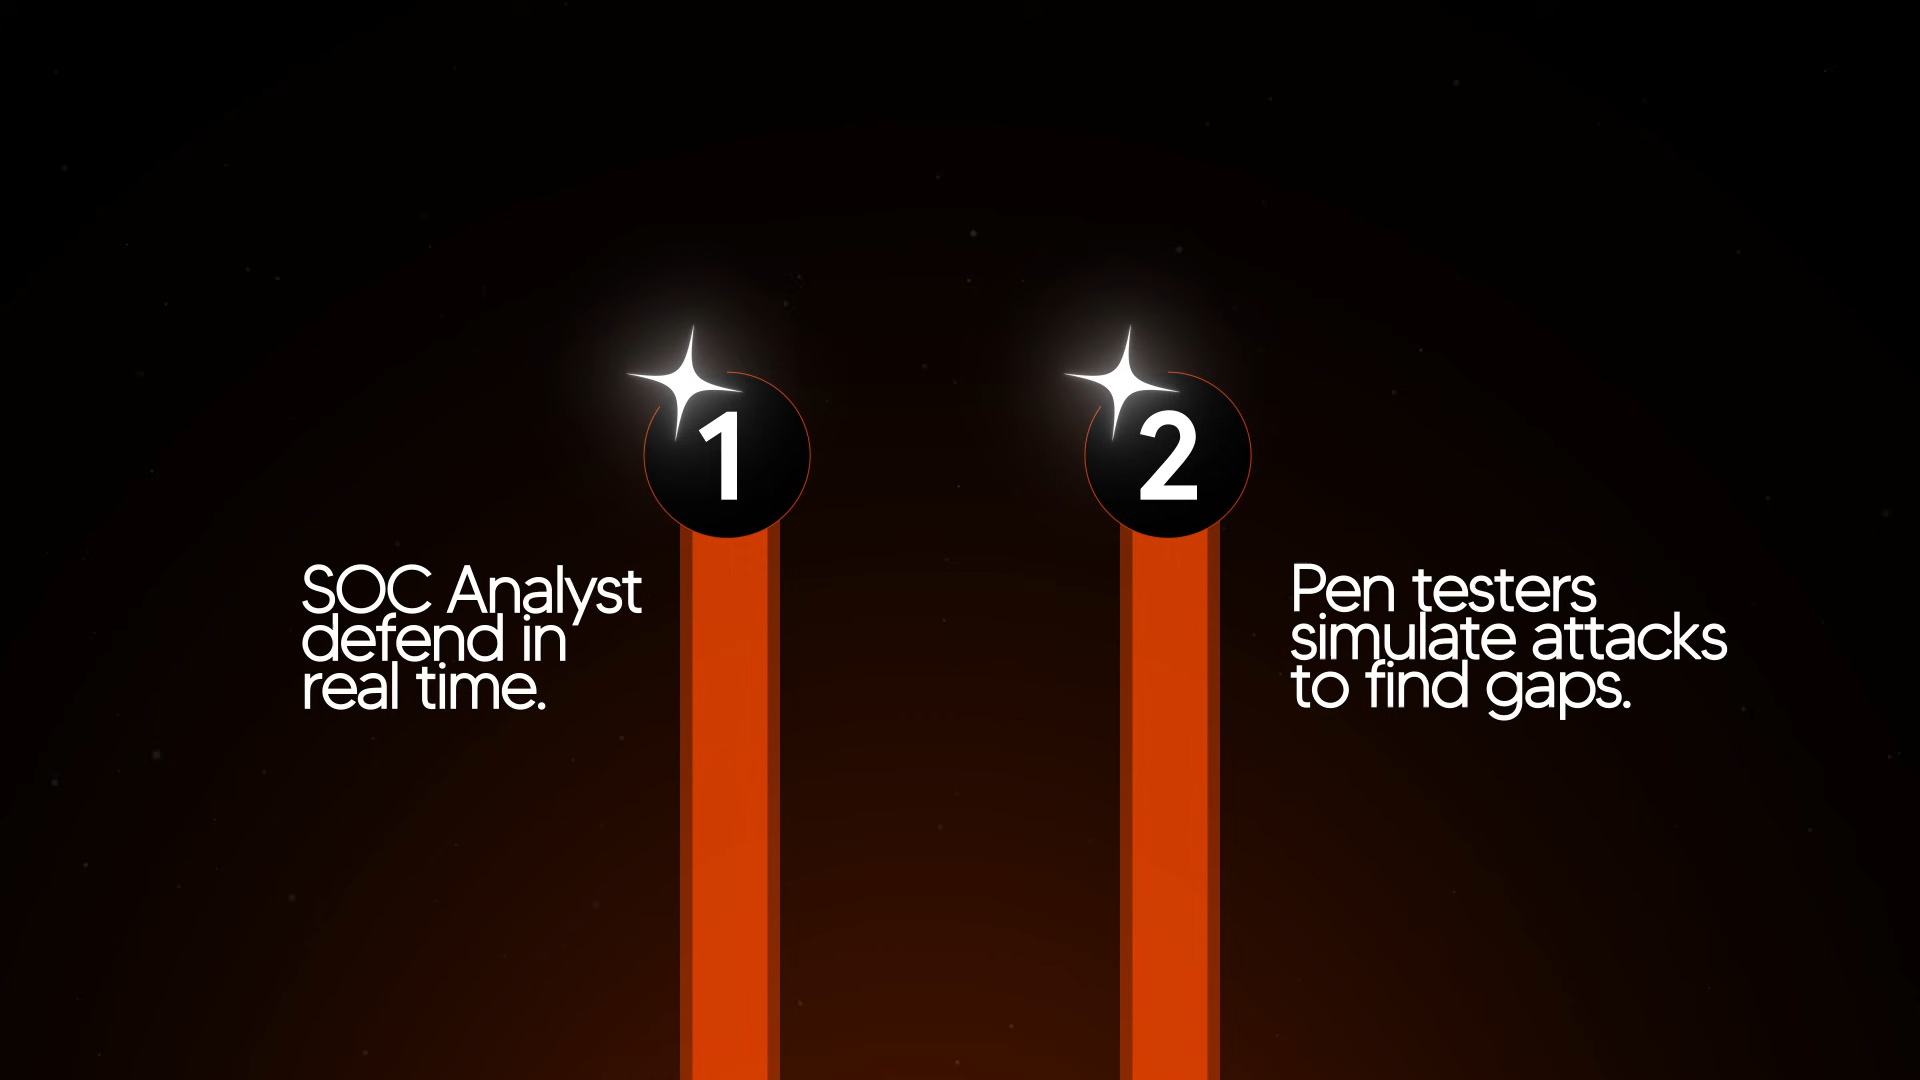 1
SOC Analyst
defend in
real time.
2
Pen testers
simulate attacks
to find gaps.